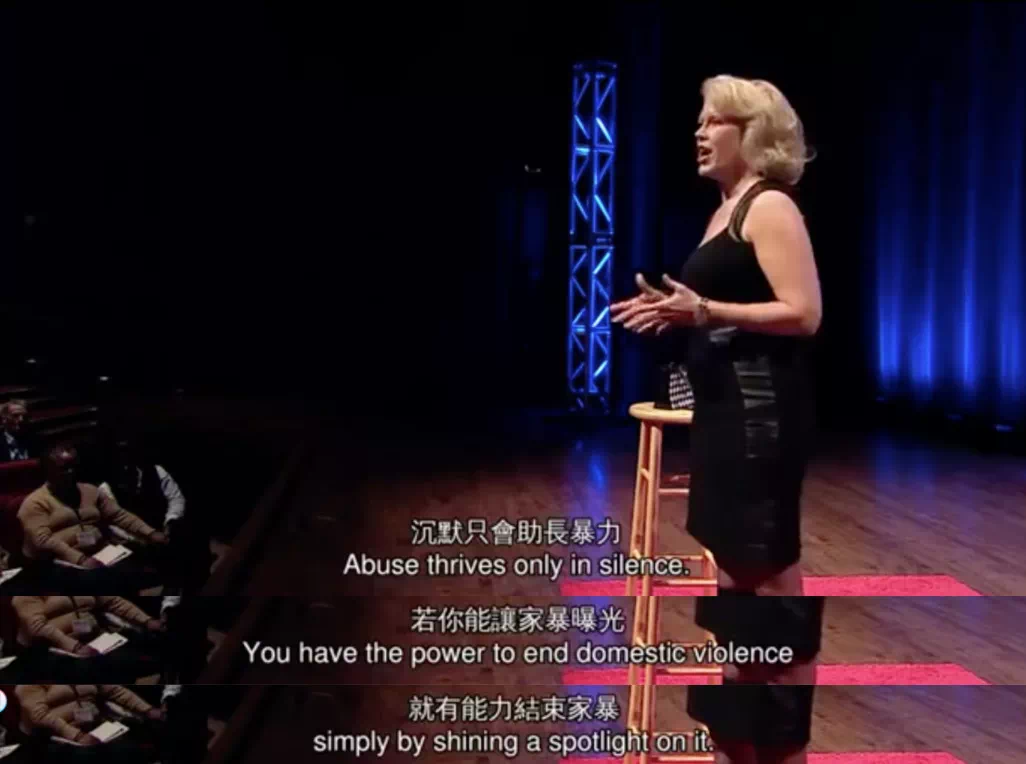 沉默只會助長暴力
Abuse thrives only in silence.
若你能讓家暴曝光
You have the power to end domestic violence
就有能力結束家暴
simply by shining a spotlight on it.